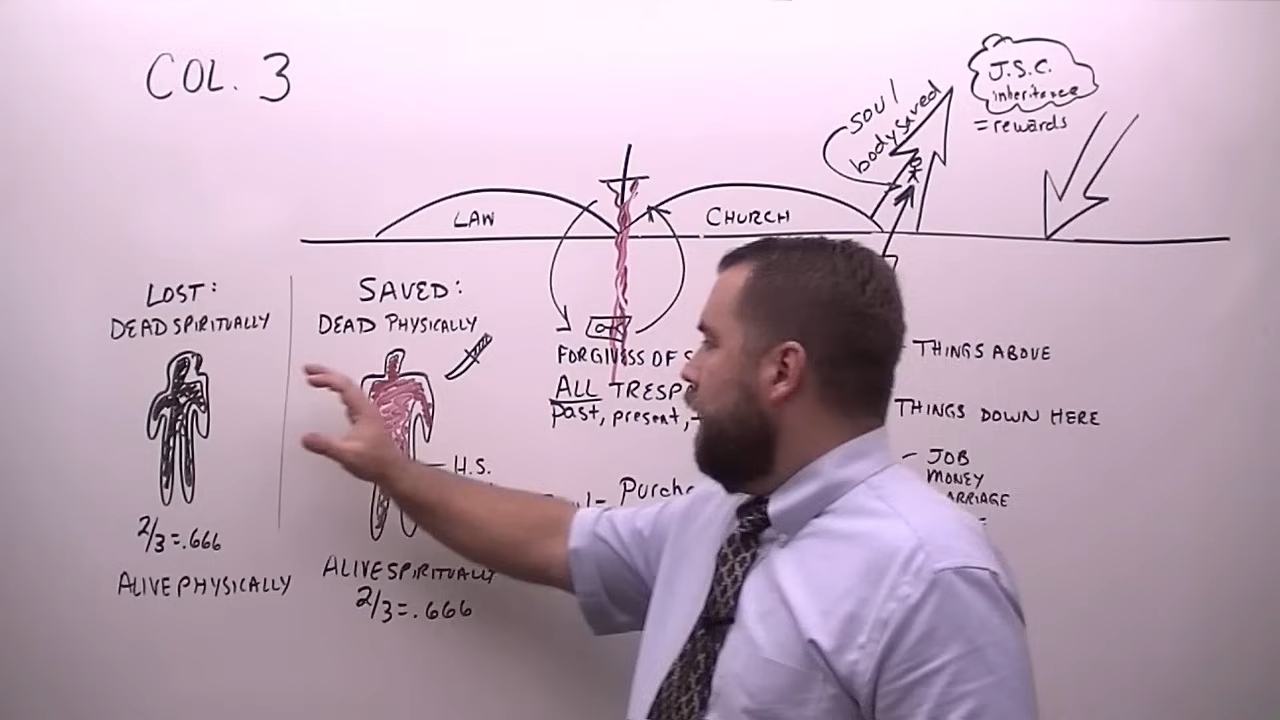 COL. 3
J.S.C.
inheritance
= rewards
soul
body saved
LAW
CHURCH
LOST:
DEAD SPIRITUALLY
2/3=.666
ALIVE PHYSICALLY
SAVED:
DEAD PHYSICALLY
H.S.
ALIVE SPIRITUALLY
2/3=.666
FORGIVSS OF S
ALL TRESP
past, present,
Purch
- THINGS ABOVE
THINGS DOWN HERE
- JOB
MONEY
ARRIAGE